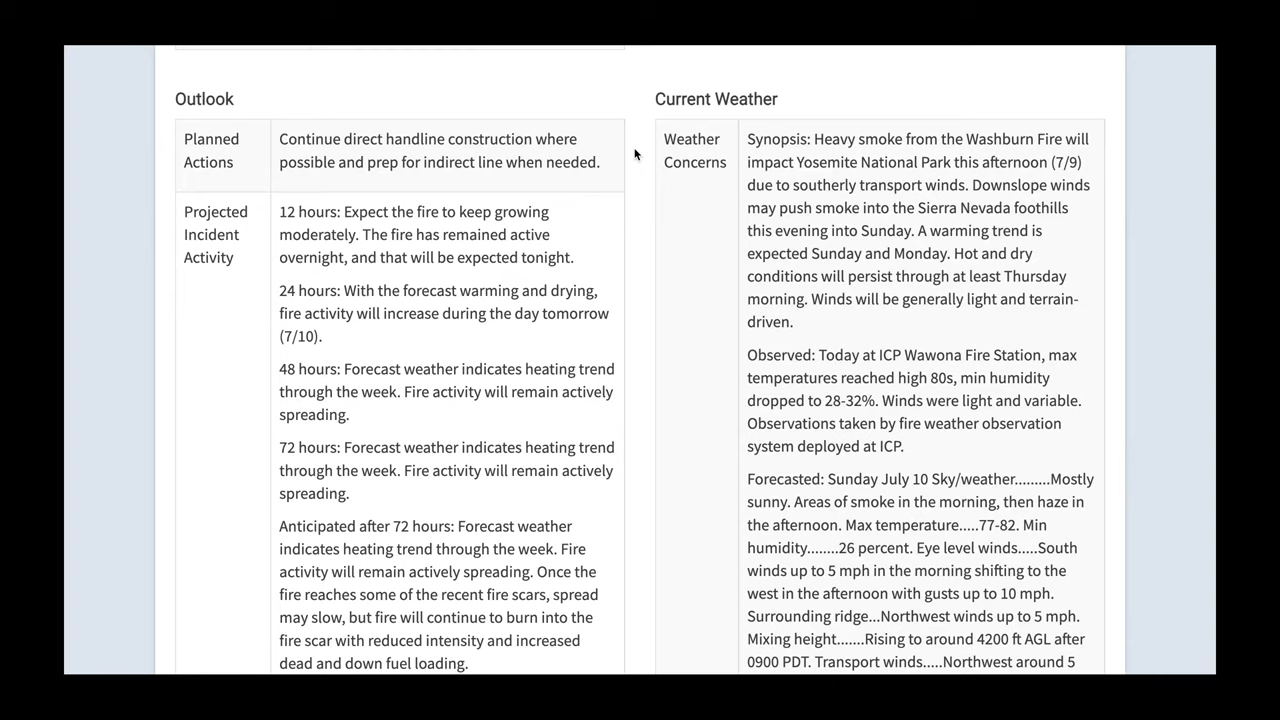 Outlook
Planned
Actions
Continue direct handline construction where
possible and prep for indirect line when needed.
Projected
Incident
Activity
12 hours: Expect the fire to keep growing
moderately. The fire has remained active
overnight, and that will be expected tonight.
24 hours: With the forecast warming and drying,
fire activity will increase during the day tomorrow
(7/10).
48 hours: Forecast weather indicates heating trend
through the week. Fire activity will remain actively
spreading.
72 hours: Forecast weather indicates heating trend
through the week. Fire activity will remain actively
spreading.
Anticipated after 72 hours: Forecast weather
indicates heating trend through the week. Fire
activity will remain actively spreading. Once the
fire reaches some of the recent fire scars, spread
may slow, but fire will continue to burn into the
fire scar with reduced intensity and increased
dead and down fuel loading.
Current Weather
Weather
Concerns
Synopsis: Heavy smoke from the Washburn Fire will
impact Yosemite National Park this afternoon (7/9)
due to southerly transport winds. Downslope winds
may push smoke into the Sierra Nevada foothills
this evening into Sunday. A warming trend is
expected Sunday and Monday. Hot and dry
conditions will persist through at least Thursday
morning. Winds will be generally light and terrain-
driven.
Observed: Today at ICP Wawona Fire Station, max
temperatures reached high 80s, min humidity
dropped to 28-32%. Winds were light and variable.
Observations taken by fire weather observation
system deployed at ICP.
Forecasted: Sunday July 10 Sky/weather.........Mostly
sunny. Areas of smoke in the morning, then haze in
the afternoon. Max temperature.....77-82. Min
humidity........26 percent. Eye level winds.....South
winds up to 5 mph in the morning shifting to the
west in the afternoon with gusts up to 10 mph.
Surrounding ridge...Northwest winds up to 5 mph.
Mixing height.......Rising to around 4200 ft AGL after
0900 PDT. Transport winds.....Northwest around 5